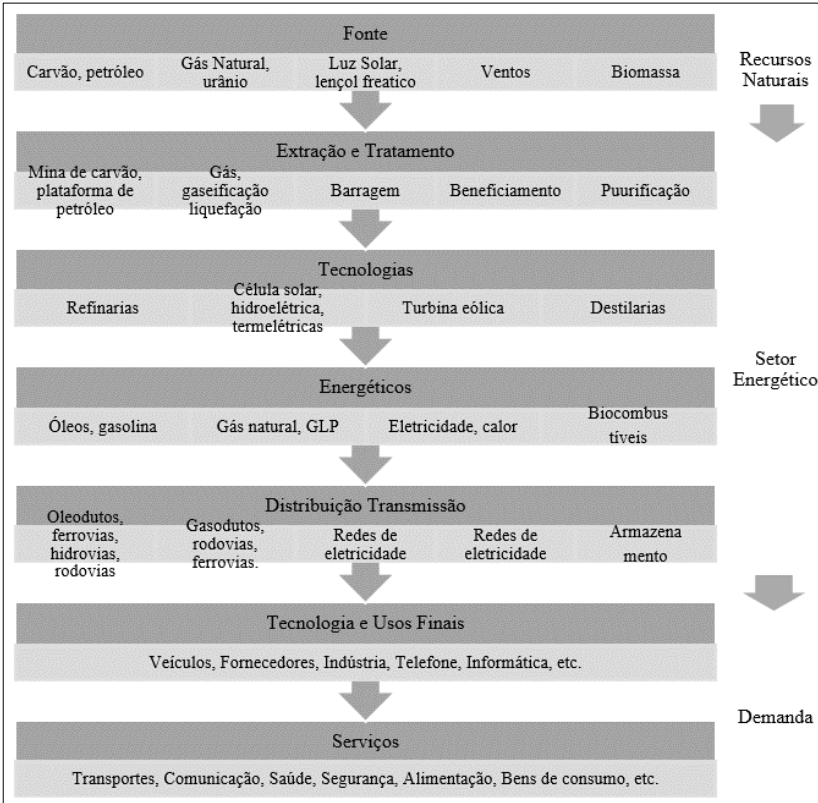 Fonte
Carvão, petróleo
Gás Natural,
urânio
Luz Solar,
lençol freatico
Ventos
Biomassa
Recursos
Naturais
Extração e Tratamento
Mina de carvão,
plataforma de
petróleo
Gás,
gaseificação
liquefação
Barragem
Beneficiamento
Puurificação
Tecnologias
Refinarias
Célula solar,
hidroelétrica,
termelétricas
Turbina eólica
Destilarias
Setor
Energético
Energéticos
Óleos, gasolina
Gás natural, GLP
Eletricidade, calor
Biocombus
tíveis
Distribuição Transmissão
Oleodutos,
ferrovias,
hidrovias,
rodovias
Gasodutos,
rodovias,
ferrovias.
Redes de
eletricidade
Redes de
eletricidade
Armazena
mento
Tecnologia e Usos Finais
Veículos, Fornecedores, Indústria, Telefone, Informática, etc.
Demanda
Serviços
Transportes, Comunicação, Saúde, Segurança, Alimentação, Bens de consumo, etc.